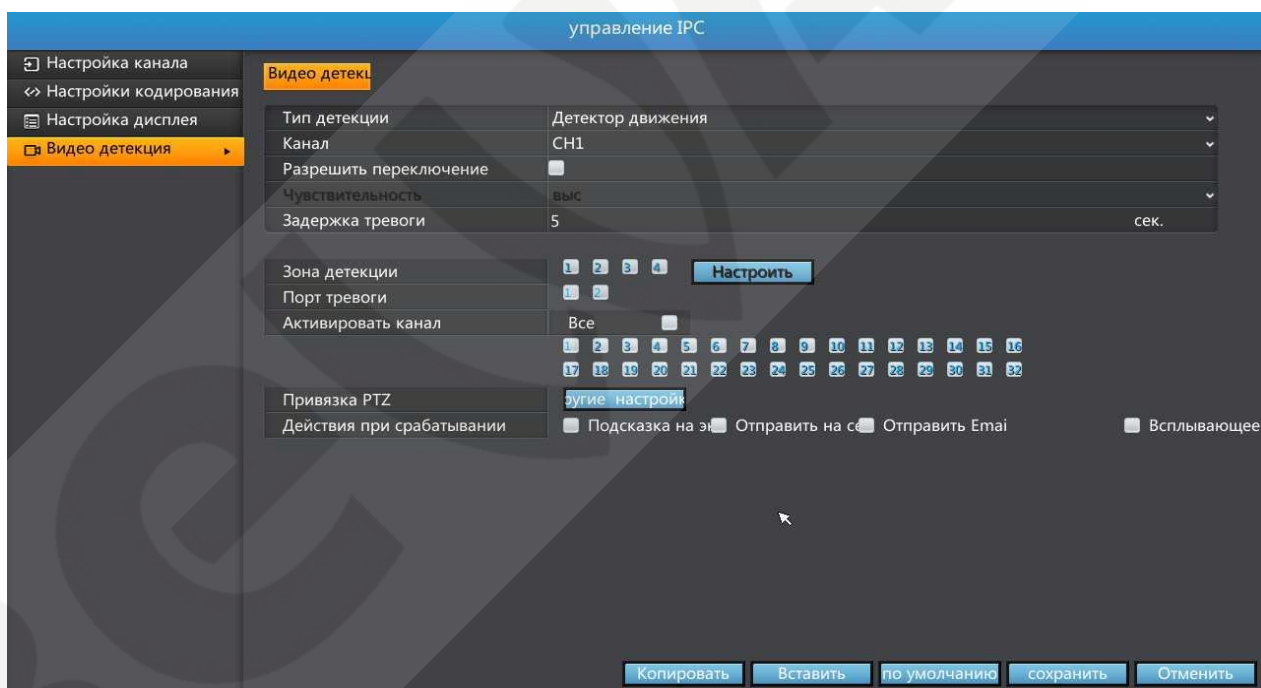 управление IPC
Настройка канала
Настройки кодирования
Настройка дисплея
Видео детекция
Видео детекц
Тип детекции Детектор движения
Канал CH1
Разрешить переключение
Чувствительность выс
Задержка тревоги 5 сек.
Зона детекции 1 2 3 4 Настроить
Порт тревоги 1 2
Активировать канал Все
1 2 3 4 5 6 7 8 9 10 11 12 13 14 15 16
17 18 19 20 21 22 23 24 25 26 27 28 29 30 31 32
Привязка PTZ ругие настройк
Действия при срабатывании Подсказка на эк Отправить на се Отправить Emai Всплывающее
Копировать Вставить по умолчанию сохранить Отменить